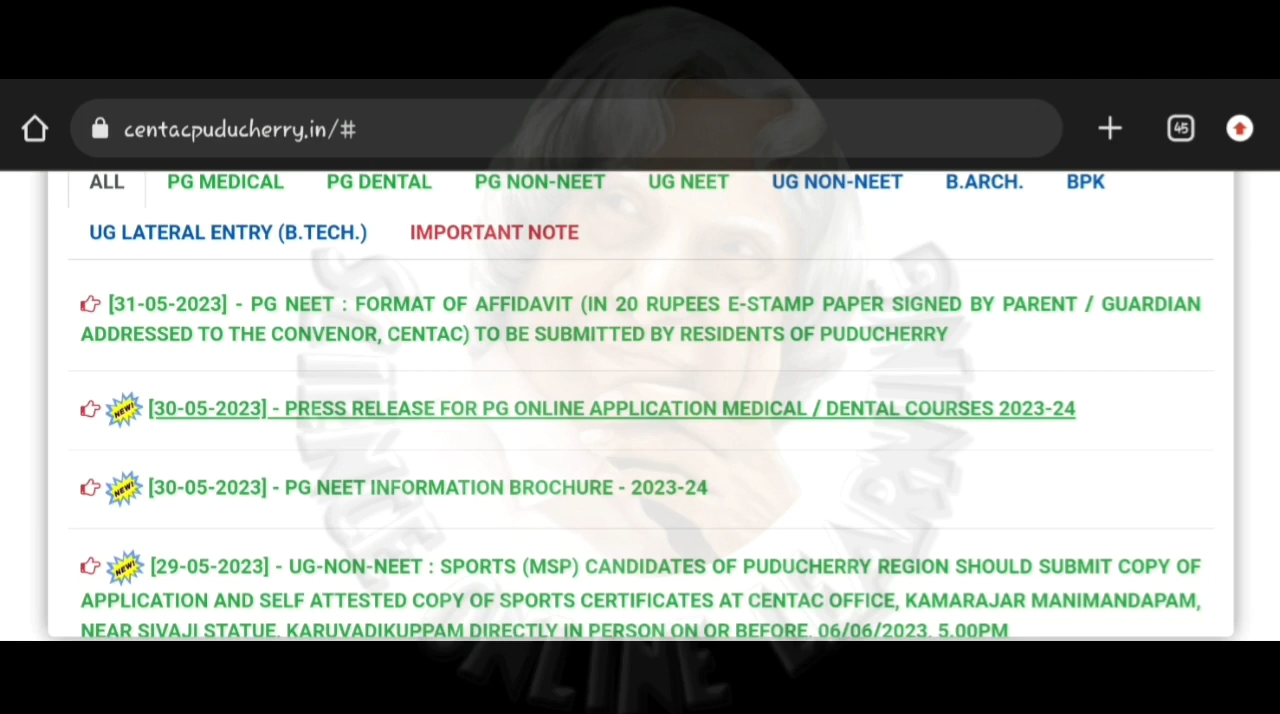 centacpuducherry.in/#
45
ALL PG MEDICAL PG DENTAL PG NON-NEET UG NEET UG NON-NEET B.ARCH. BPK
UG LATERAL ENTRY (B.TECH.) IMPORTANT NOTE
[31-05-2023] - PG NEET : FORMAT OF AFFIDAVIT (IN 20 RUPEES E-STAMP PAPER SIGNED BY PARENT / GUARDIAN
ADDRESSED TO THE CONVENOR, CENTAC) TO BE SUBMITTED BY RESIDENTS OF PUDUCHERRY
NEW! [30-05-2023] - PRESS RELEASE FOR PG ONLINE APPLICATION MEDICAL / DENTAL COURSES 2023-24
NEW! [30-05-2023] - PG NEET INFORMATION BROCHURE - 2023-24
NEW! [29-05-2023] - UG-NON-NEET : SPORTS (MSP) CANDIDATES OF PUDUCHERRY REGION SHOULD SUBMIT COPY OF
APPLICATION AND SELF ATTESTED COPY OF SPORTS CERTIFICATES AT CENTAC OFFICE, KAMARAJAR MANIMANDAPAM,
NEAR SIVAJI STATUE, KARUVADIKUPPAM DIRECTLY IN PERSON ON OR BEFORE, 06/06/2023, 5.00PM
ONLINE LEARNING